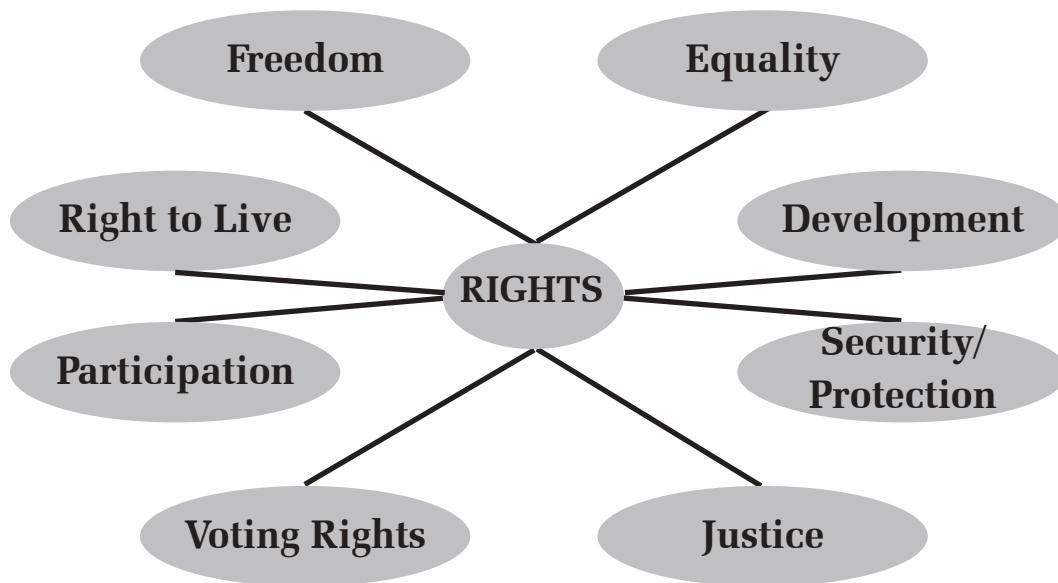 Freedom
Equality
Right to Live
Development
RIGHTS
Participation
Security/
Protection
Voting Rights
Justice